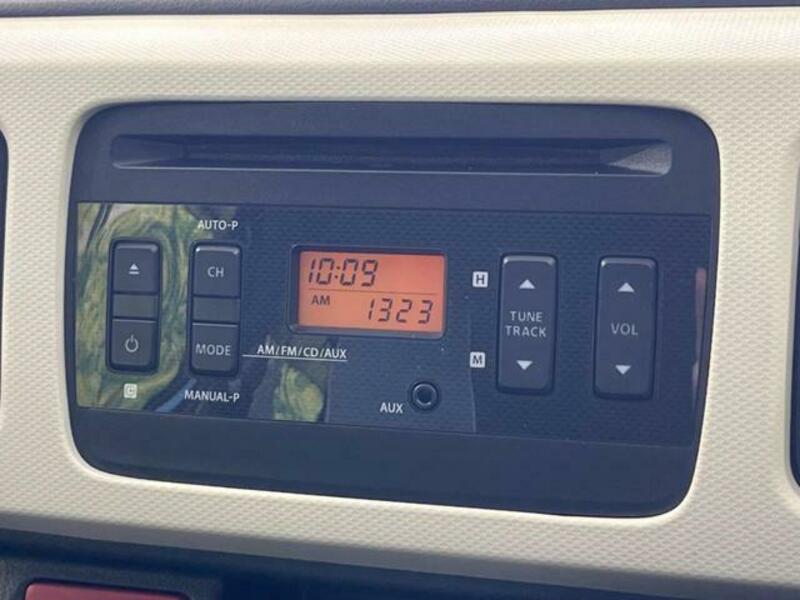 AUTO-P
CH
MODE
MANUAL-P
C
AM/FM/CD/AUX
10:09
AM 1323
AUX
H
M
TUNE
TRACK
VOL